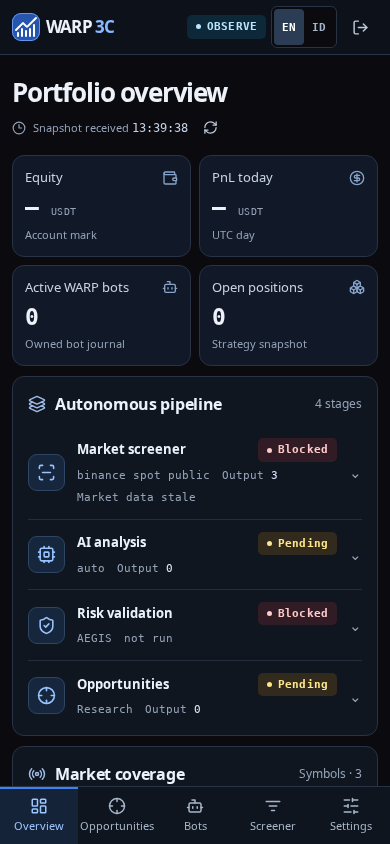 WARP 3C
OBSERVE
EN
ID
Portfolio overview
Snapshot received 13:39:38
Equity
— USDT
Account mark
PnL today
— USDT
UTC day
Active WARP bots
0
Owned bot journal
Open positions
0
Strategy snapshot
Autonomous pipeline
4 stages
Market screener
Blocked
binance spot public Output 3
Market data stale
AI analysis
Pending
auto Output 0
Risk validation
Blocked
AEGIS not run
Opportunities
Pending
Research Output 0
Market coverage
Symbols · 3
Overview
Opportunities
Bots
Screener
Settings